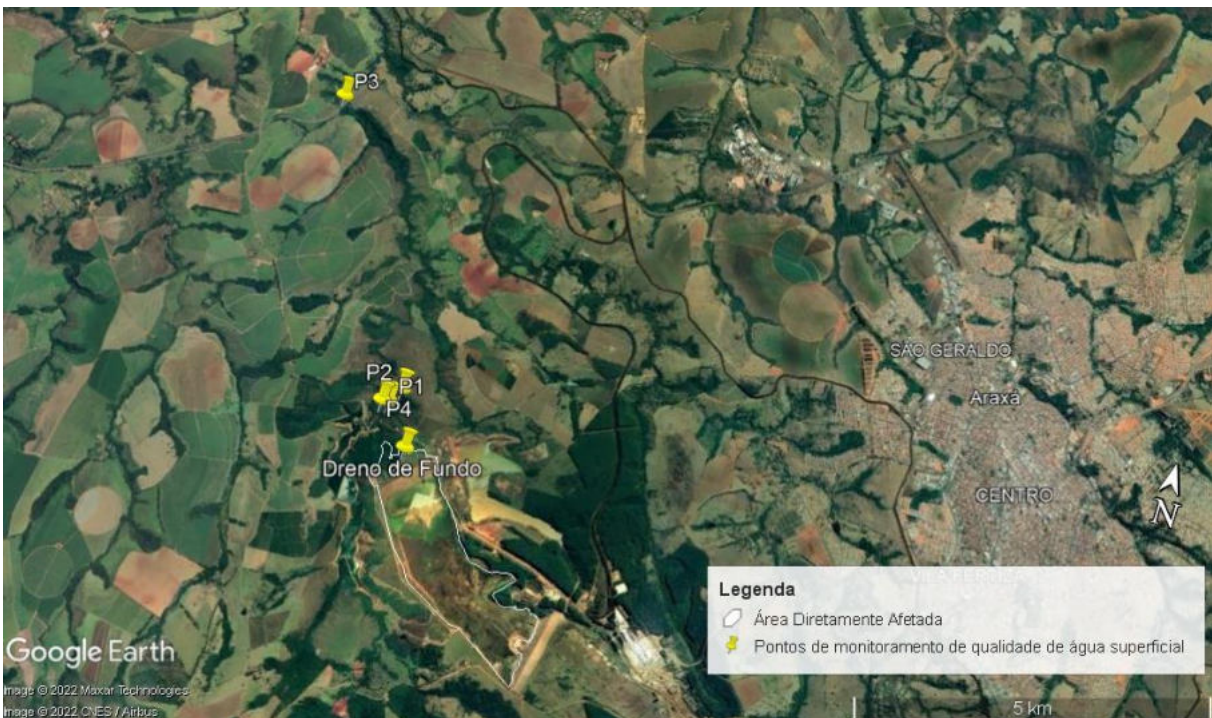 P3
P2
P1
P4
Dreno de Fundo
SÃO GERALDO
Araxá
CENTRO
N
Legenda
Área Diretamente Afetada
Pontos de monitoramento de qualidade de água superficial
Google Earth
Image © 2022 Maxar Technologies
Image © 2022 CNES / Airbus
5 km